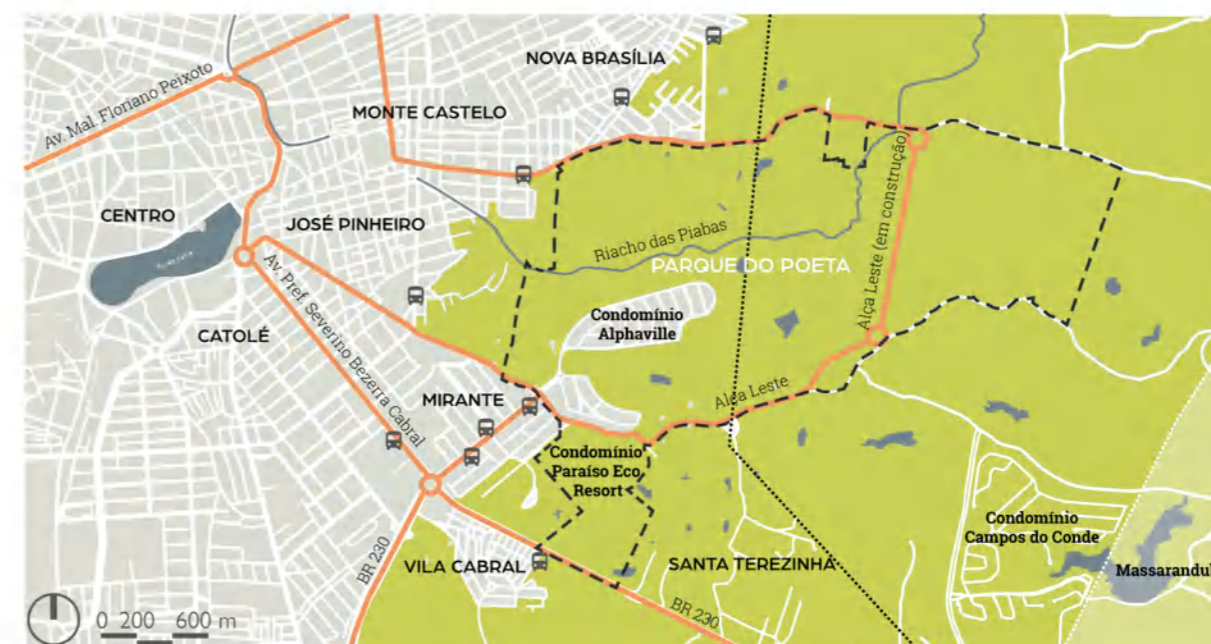 NOVA BRASÍLIA
Av. Mal. Floriano Peixoto
MONTE CASTELO
CENTRO
JOSÉ PINHEIRO
Riacho das Piabas
PARQUE DO POETA
Alça Leste (em construção)
Av. Pref. Severino Bezerra Cabral
Condomínio
Alphaville
CATOLÉ
MIRANTE
Alça Leste
Condomínio
Paraíso Eco
Resort
Condomínio
Campos do Conde
VILA CABRAL
SANTA TEREZINHA
Massarandub
BR 230
BR 230
0 200 600 m